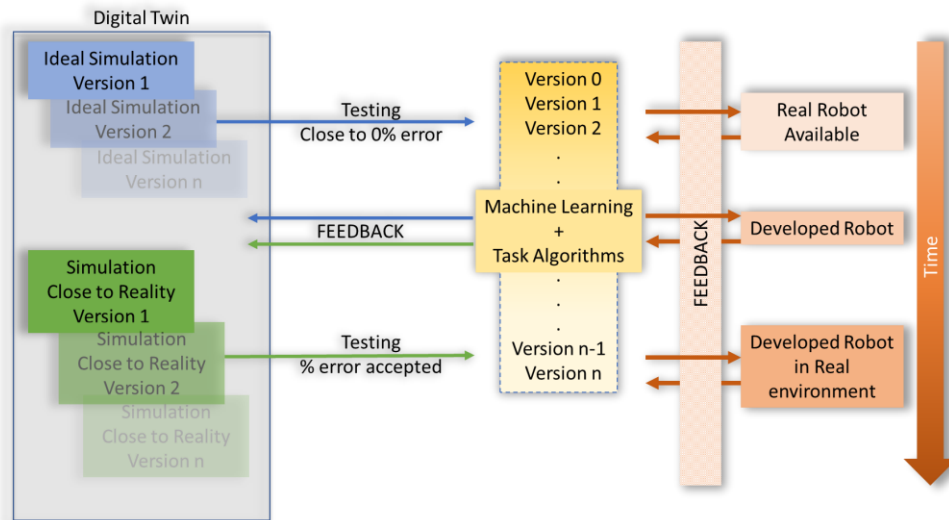 Digital Twin
Ideal Simulation
Version 1
Ideal Simulation
Version 2
Ideal Simulation
Version n
Simulation
Close to Reality
Version 1
Simulation
Close to Reality
Version 2
Simulation
Close to Reality
Version n
Testing
Close to 0% error
FEEDBACK
Testing
% error accepted
Version 0
Version 1
Version 2
.
.
Machine Learning
+
Task Algorithms
.
.
.
Version n-1
Version n
FEEDBACK
Real Robot
Available
Developed Robot
Developed Robot
in Real
environment
Time